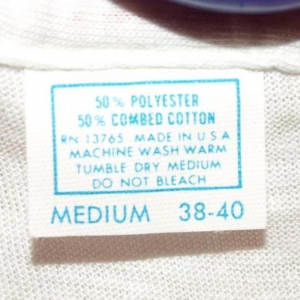 50% POLYESTER
50% COMBED COTTON
RN 13765 MADE IN U S A
MACHINE WASH WARM
TUMBLE DRY MEDIUM
DO NOT BLEACH
MEDIUM 38-40